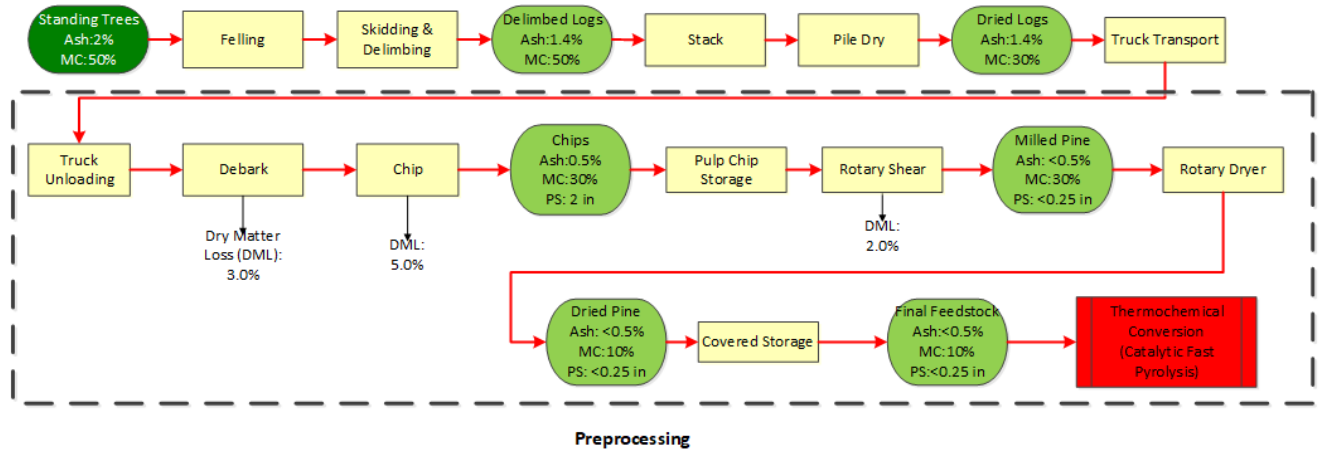 Standing Trees
Ash:2%
MC:50%
Felling
Skidding &
Delimbing
Delimbed Logs
Ash:1.4%
MC:50%
Stack
Pile Dry
Dried Logs
Ash:1.4%
MC:30%
Truck Transport
Truck
Unloading
Debark
Chip
Chips
Ash:0.5%
MC:30%
PS: 2 in
Pulp Chip
Storage
Rotary Shear
Milled Pine
Ash: <0.5%
MC:30%
PS: <0.25 in
Rotary Dryer
Dry Matter
Loss (DML):
3.0%
DML:
5.0%
DML:
2.0%
Dried Pine
Ash: <0.5%
MC:10%
PS: <0.25 in
Covered Storage
Final Feedstock
Ash:<0.5%
MC:10%
PS:<0.25 in
Thermochemical
Conversion
(Catalytic Fast
Pyrolysis)
Preprocessing